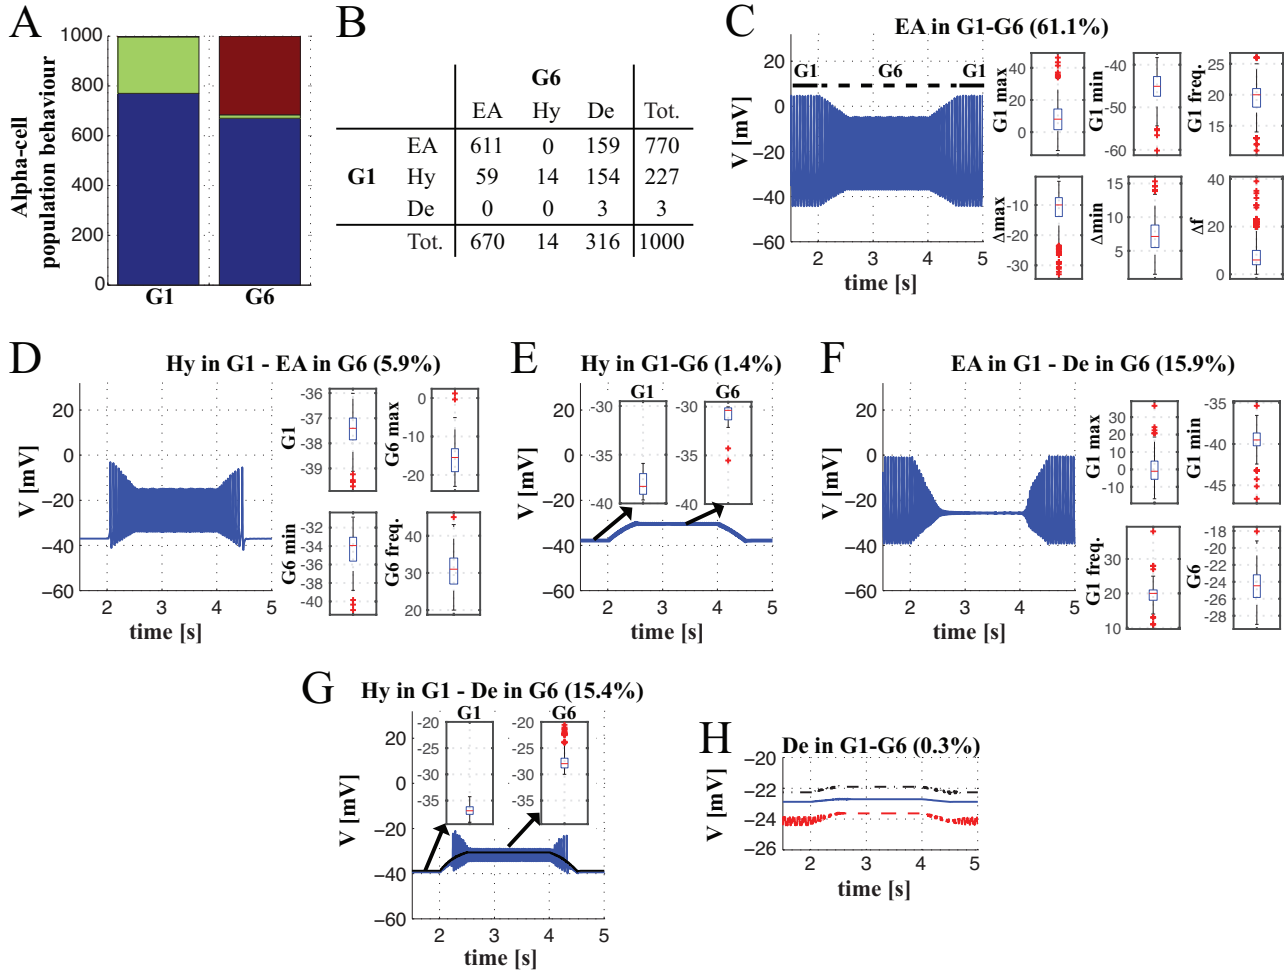 A
Alpha-cell
population behaviour
1000
800
600
400
200
0
G1
G6
B
G6
EA Hy De Tot.
EA 611 0 159 770
G1 Hy 59 14 154 227
De 0 0 3 3
Tot. 670 14 316 1000
C
EA in G1-G6 (61.1%)
V [mV]
20
0
−20
−40
−60
G1 G6 G1
2 3 4 5
time [s]
G1 max
40
20
0
G1 min
-40
-50
-60
G1 freq.
25
20
15
Δmax
-10
-20
-30
Δmin
15
10
5
Δf
40
20
0
D
Hy in G1 - EA in G6 (5.9%)
V [mV]
20
0
−20
−40
−60
2 3 4 5
time [s]
G1
-36
-37
-38
-39
G6 max
0
-10
-20
G6 min
-32
-34
-36
-38
-40
G6 freq.
40
30
20
E
Hy in G1-G6 (1.4%)
V [mV]
20
0
−20
−40
−60
G1
-30
-35
-40
G6
-30
-35
-40
2 3 4 5
time [s]
F
EA in G1 - De in G6 (15.9%)
V [mV]
20
0
−20
−40
−60
2 3 4 5
time [s]
G1 max
30
20
10
0
-10
G1 min
-35
-40
-45
G1 freq.
30
20
10
G6
-18
-20
-22
-24
-26
-28
G
Hy in G1 - De in G6 (15.4%)
V [mV]
20
0
−20
−40
−60
G1
-20
-25
-30
-35
G6
-20
-25
-30
-35
2 3 4 5
time [s]
H
De in G1-G6 (0.3%)
V [mV]
−20
−22
−24
−26
2 3 4 5
time [s]